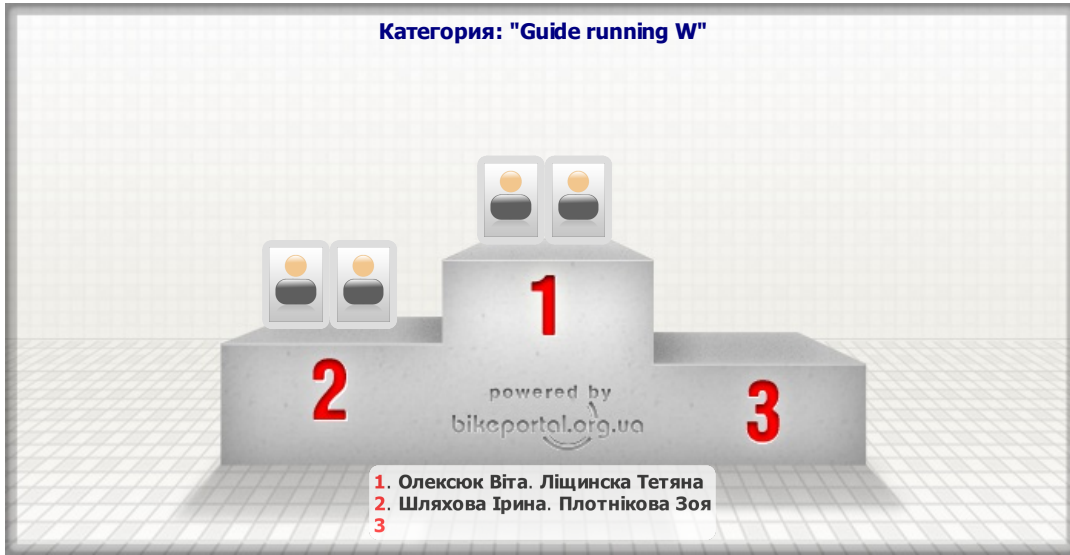 Категория: "Guide running W"
1
2
3
powered by
bikeportal.org.ua
1. Олексюк Віта. Ліщинска Тетяна
2. Шляхова Ірина. Плотнікова Зоя
3